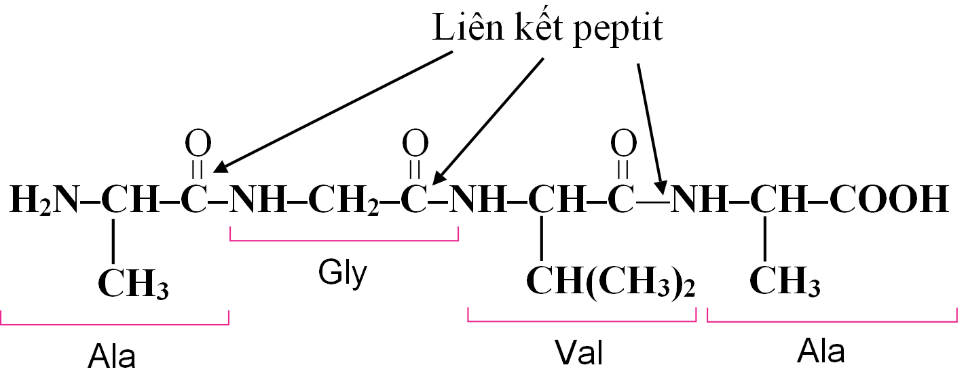 Liên kết peptit
O O O
H₂N–CH–C–NH–CH₂–C–NH–CH–C–NH–CH–COOH
CH₃ CH(CH₃)₂ CH₃
Gly
Ala Val Ala